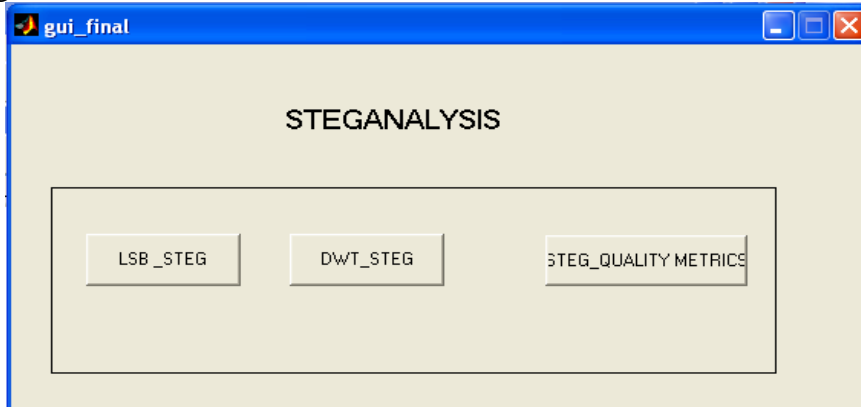 gui_final
STEGANALYSIS
LSB _STEG DWT_STEG STEG_QUALITY METRICS